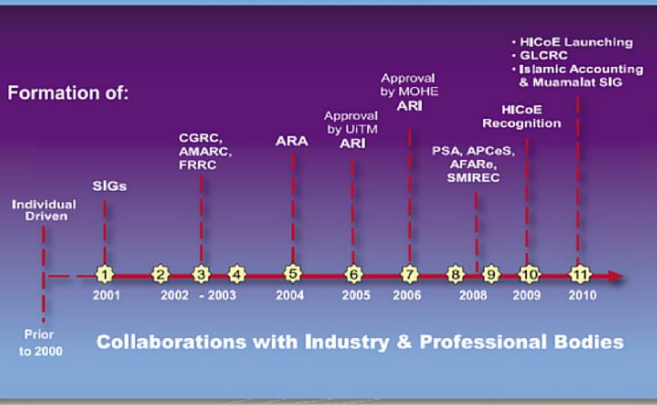 Formation of:
Individual
Driven
SIGs
CGRC,
AMARC,
FRRC
ARA
Approval
by UiTM
ARI
Approval
by MOHE
ARI
PSA, APCeS,
AFARe,
SMIREC
HICoE
Recognition
• HICoE Launching
• GLCRC
• Islamic Accounting
& Muamalat SIG
1 2 3 4 5 6 7 8 9 10 11
2001 2002 - 2003 2004 2005 2006 2008 2009 2010
Prior
to 2000
Collaborations with Industry & Professional Bodies